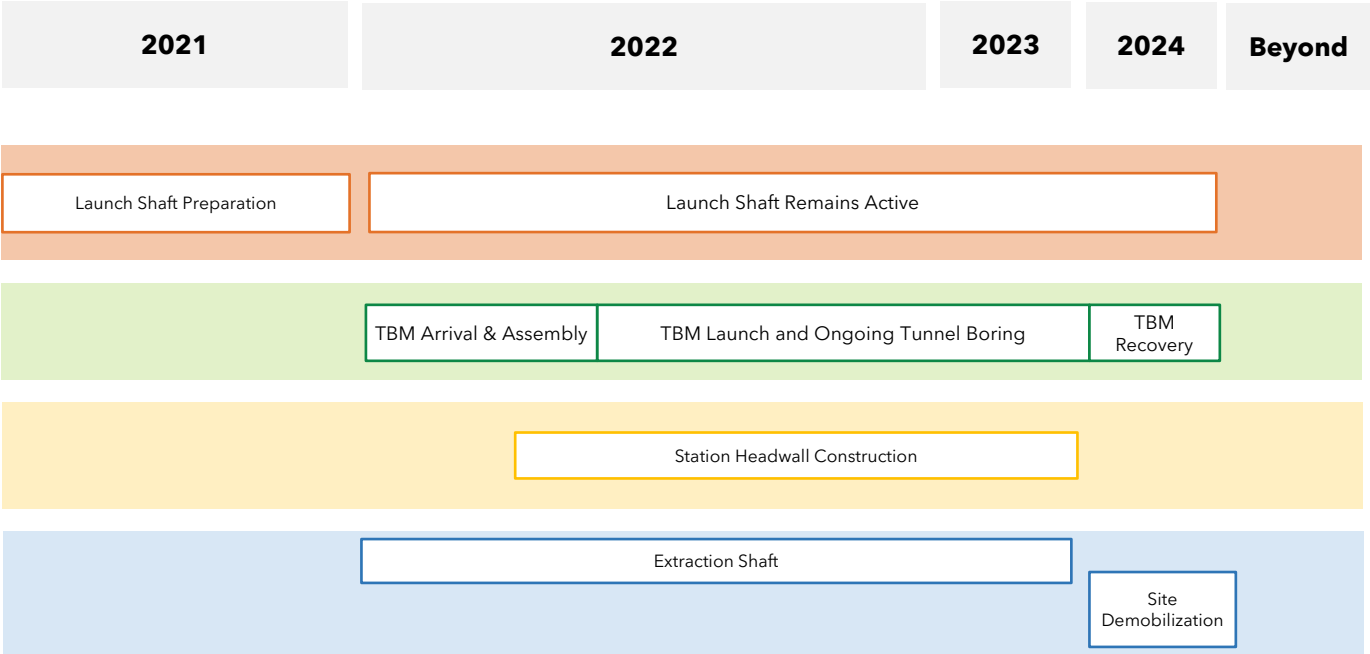 2021
2022
2023
2024
Beyond
Launch Shaft Preparation
Launch Shaft Remains Active
TBM Arrival & Assembly
TBM Launch and Ongoing Tunnel Boring
TBM
Recovery
Station Headwall Construction
Extraction Shaft
Site
Demobilization